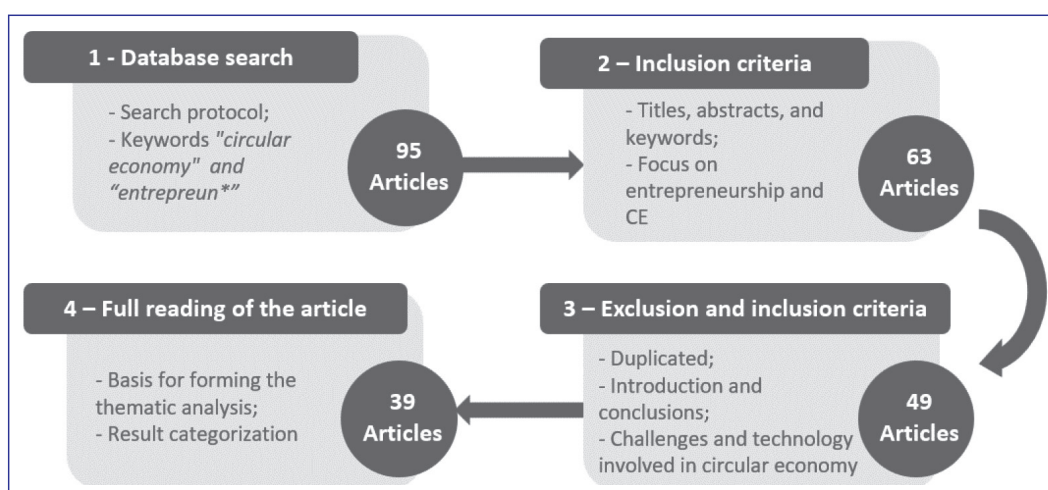 1 - Database search
- Search protocol;
- Keywords "circular
economy" and
“entrepreun*”
95
Articles
2 – Inclusion criteria
- Titles, abstracts, and
keywords;
- Focus on
entrepreneurship and
CE
63
Articles
3 – Exclusion and inclusion criteria
- Duplicated;
- Introduction and
conclusions;
- Challenges and technology
involved in circular economy
49
Articles
4 – Full reading of the article
- Basis for forming the
thematic analysis;
- Result categorization
39
Articles